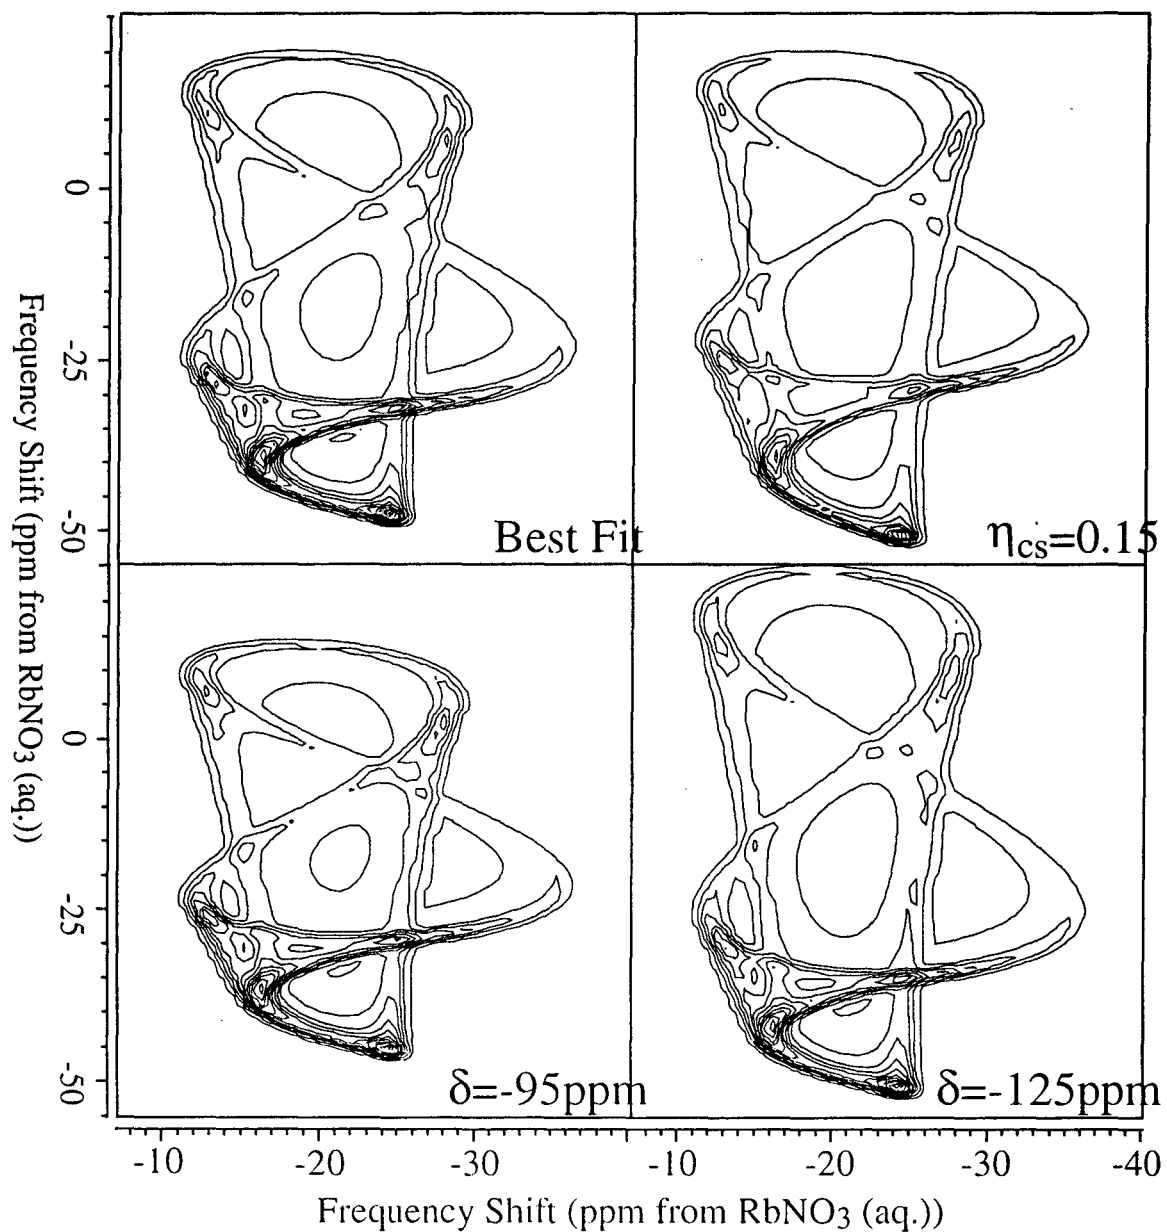 0
-25
-50
Best Fit
ηcs=0.15
0
-25
-50
δ=-95ppm
δ=-125ppm
Frequency Shift (ppm from RbNO3 (aq.))
-10 -20 -30 -10 -20 -30 -40
Frequency Shift (ppm from RbNO3 (aq.))